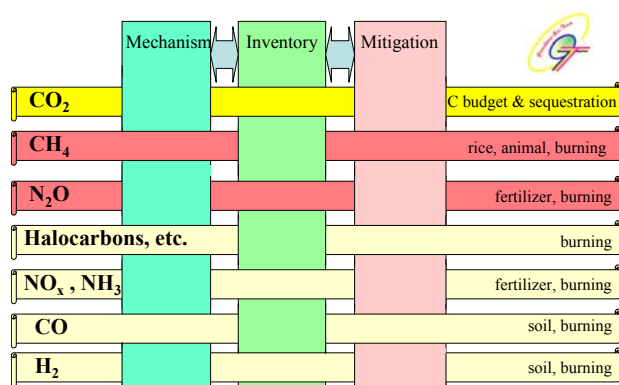 Mechanism Inventory Mitigation
CO₂ C budget & sequestration
CH₄ rice, animal, burning
N₂O fertilizer, burning
Halocarbons, etc. burning
NOₓ , NH₃ fertilizer, burning
CO soil, burning
H₂ soil, burning